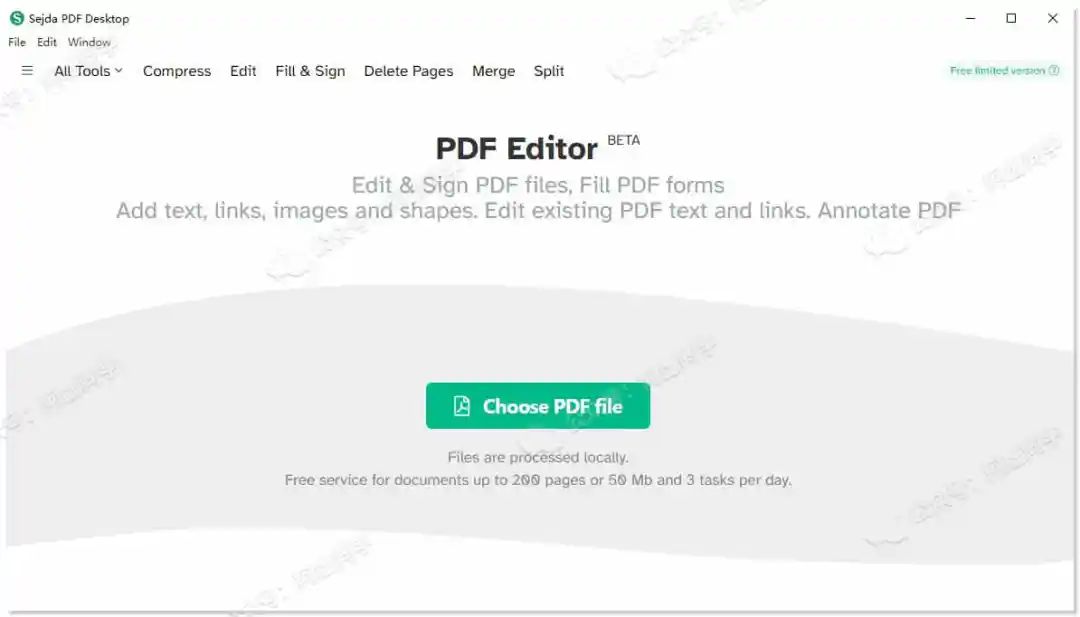 Sejda PDF Desktop
File Edit Window
All Tools Compress Edit Fill & Sign Delete Pages Merge Split
Free limited version
PDF Editor BETA
Edit & Sign PDF files, Fill PDF forms
Add text, links, images and shapes. Edit existing PDF text and links. Annotate PDF
Choose PDF file
Files are processed locally.
Free service for documents up to 200 pages or 50 Mb and 3 tasks per day.